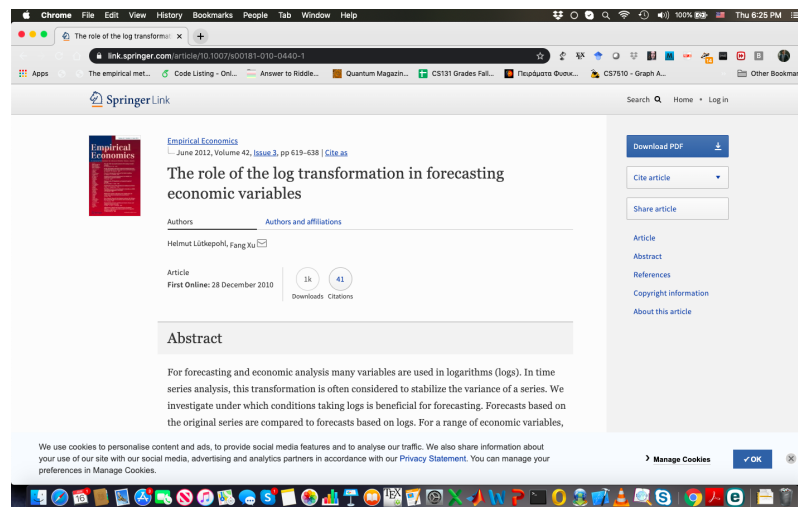 Chrome File Edit View History Bookmarks People Tab Window Help 100% Thu 6:25 PM
The role of the log transformat
link.springer.com/article/10.1007/s00181-010-0440-1
Apps The empirical met... Code Listing - Onl... Answer to Riddle... Quantum Magazin... CS131 Grades Fall... Πειράματα Φυσικ... CS7510 - Graph A... Other Bookmar
Springer Link Search Home • Log in
Empirical Economics
Empirical Economics
June 2012, Volume 42, Issue 3, pp 619–638 | Cite as
The role of the log transformation in forecasting
economic variables
Authors Authors and affiliations
Helmut Lütkepohl, Fang Xu
Article
First Online: 28 December 2010
1k 41
Downloads Citations
Download PDF
Cite article
Share article
Article
Abstract
References
Copyright information
About this article
Abstract
For forecasting and economic analysis many variables are used in logarithms (logs). In time
series analysis, this transformation is often considered to stabilize the variance of a series. We
investigate under which conditions taking logs is beneficial for forecasting. Forecasts based on
the original series are compared to forecasts based on logs. For a range of economic variables,
We use cookies to personalise content and ads, to provide social media features and to analyse our traffic. We also share information about
your use of our site with our social media, advertising and analytics partners in accordance with our Privacy Statement. You can manage your
preferences in Manage Cookies.
Manage Cookies
✓OK